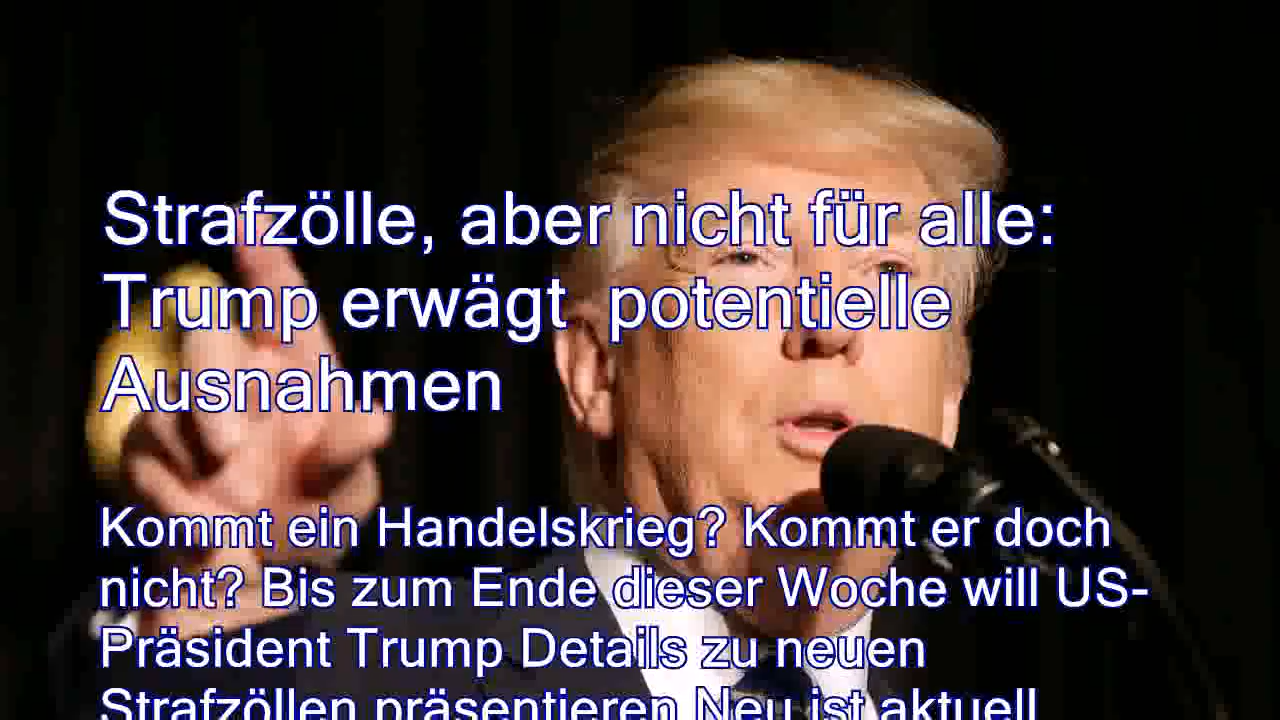 Strafzölle, aber nicht für alle:
Trump erwägt potentielle
Ausnahmen
Kommt ein Handelskrieg? Kommt er doch
nicht? Bis zum Ende dieser Woche will US-
Präsident Trump Details zu neuen
Strafzöllen präsentieren Neu ist aktuell